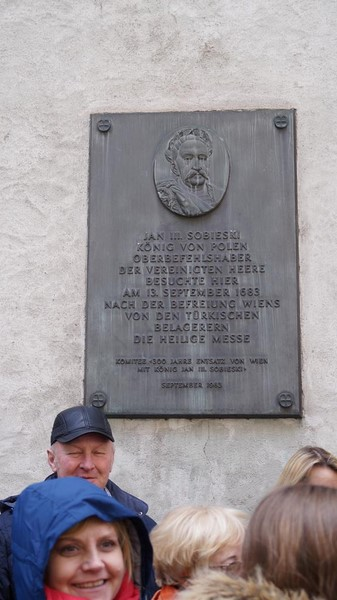 JAN III. SOBIESKI
KÖNIG VON POLEN
OBERBEFEHLSHABER
DER VEREINIGTEN HEERE
BESUCHTE HIER
AM 13. SEPTEMBER 1683
NACH DER BEFREIUNG WIENS
VON DEN TÜRKISCHEN
BELAGERERN
DIE HEILIGE MESSE
KOMITEE «300 JAHRE ENTSATZ VON WIEN
MIT KÖNIG JAN III. SOBIESKI»
SEPTEMBER 1983